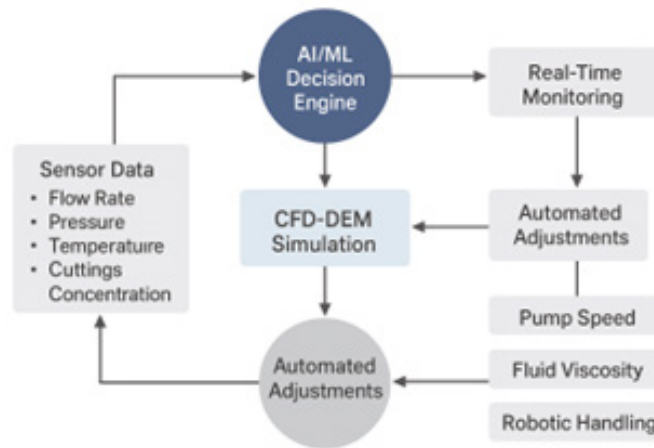 AI/ML
Decision
Engine
Real-Time
Monitoring
Sensor Data
• Flow Rate
• Pressure
• Temperature
• Cuttings
Concentration
CFD-DEM
Simulation
Automated
Adjustments
Pump Speed
Automated
Adjustments
Fluid Viscosity
Robotic Handling